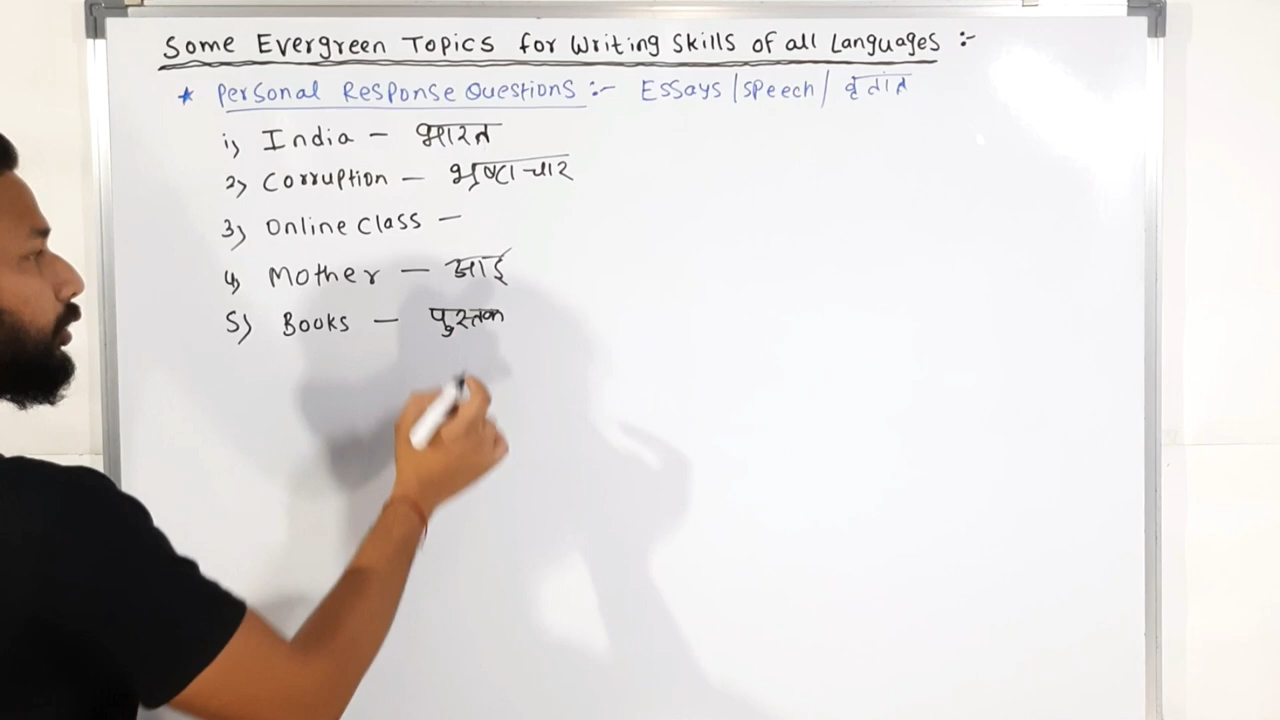 Some Evergreen Topics for Writing Skills of all Languages :-
* Personal Response Questions :- Essays / Speech / वृतांत
1) India - भारत
2) Corruption - भ्रष्टाचार
3) Online Class -
4) Mother - आई
5) Books - पुस्तक